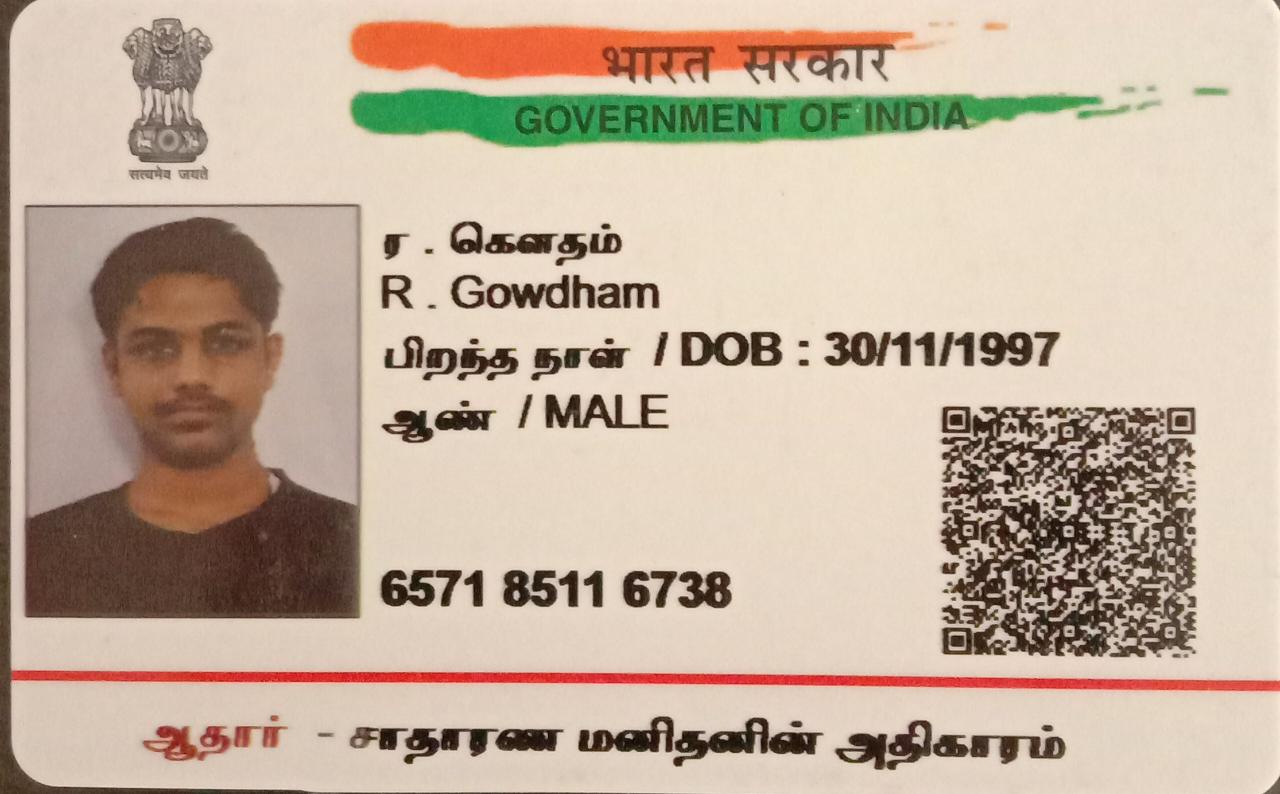 भारत सरकार
GOVERNMENT OF INDIA
सत्यमेव जयते
ர . கௌதம்
R . Gowdham
பிறந்த நாள் / DOB : 30/11/1997
ஆண் / MALE
6571 8511 6738
ஆதார் - சாதாரண மனிதனின் அதிகாரம்